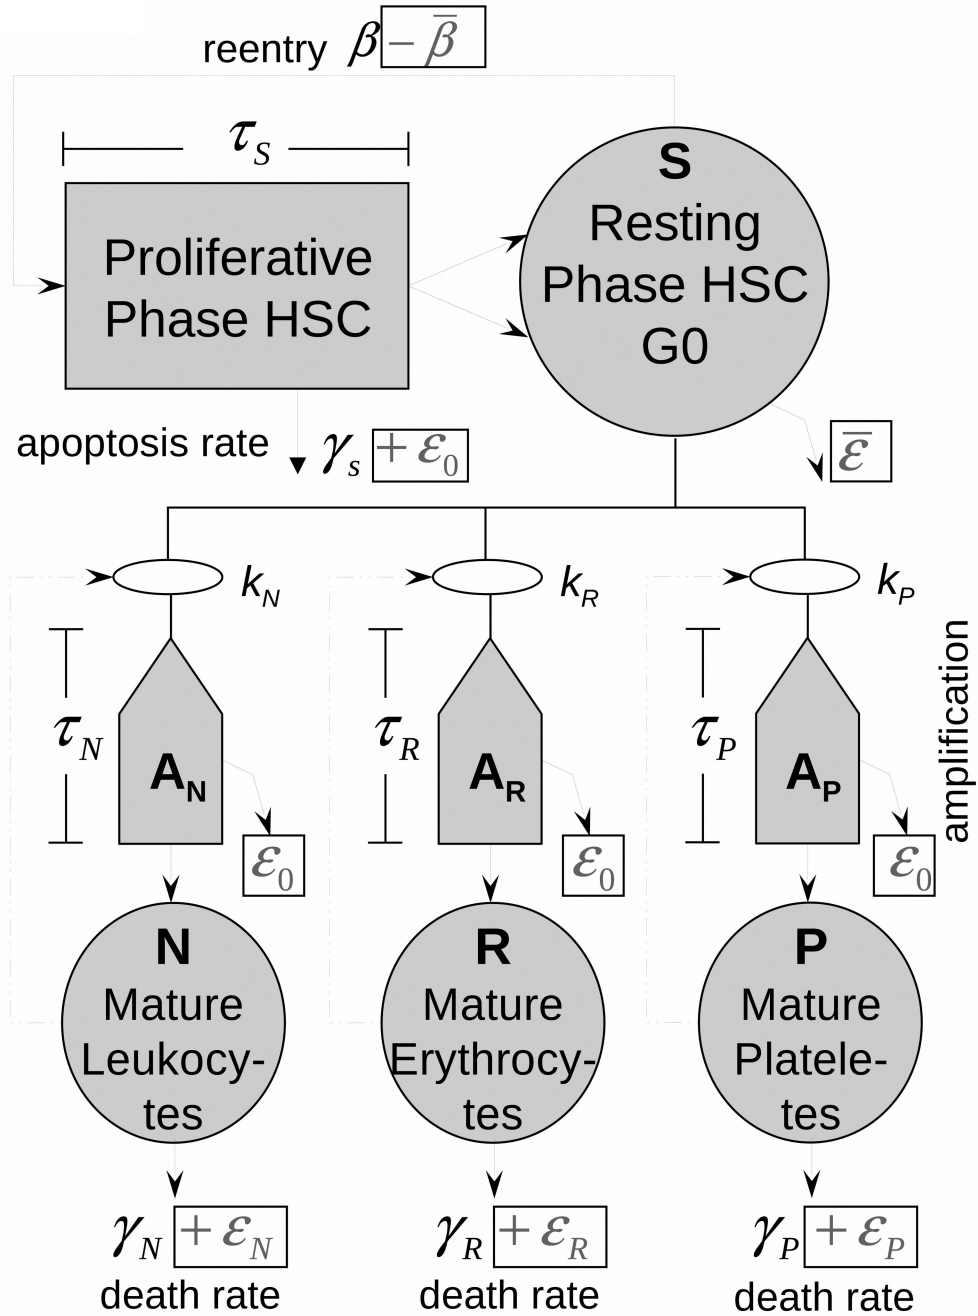 reentry β − β̄
τ_S
S
Resting
Phase HSC
G0
Proliferative
Phase HSC
apoptosis rate γ_s + ε_0
ε̄
k_N
k_R
k_P
τ_N
A_N
ε_0
τ_R
A_R
ε_0
τ_P
A_P
ε_0
amplification
N
Mature
Leukocy-
tes
R
Mature
Erythrocy-
tes
P
Mature
Platele-
tes
γ_N + ε_N
death rate
γ_R + ε_R
death rate
γ_P + ε_P
death rate